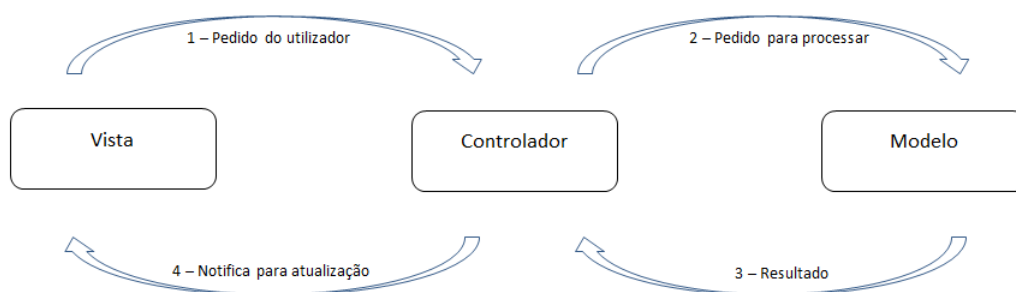 1 – Pedido do utilizador
2 – Pedido para processar
Vista
Controlador
Modelo
4 – Notifica para atualização
3 – Resultado